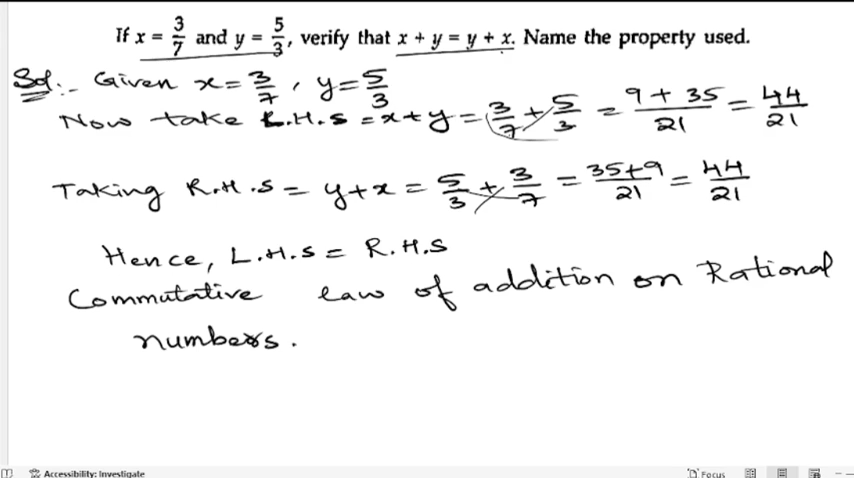 If x = 3/7 and y = 5/3, verify that x + y = y + x. Name the property used.
Sol:- Given x = 3/7, y = 5/3
Now take L.H.S = x + y = 3/7 + 5/3 = 9 + 35/21 = 44/21
Taking R.H.S = y + x = 5/3 + 3/7 = 35+9/21 = 44/21
Hence, L.H.S = R.H.S
Commutative law of addition on Rational
numbers.
Accessibility: Investigate
Focus